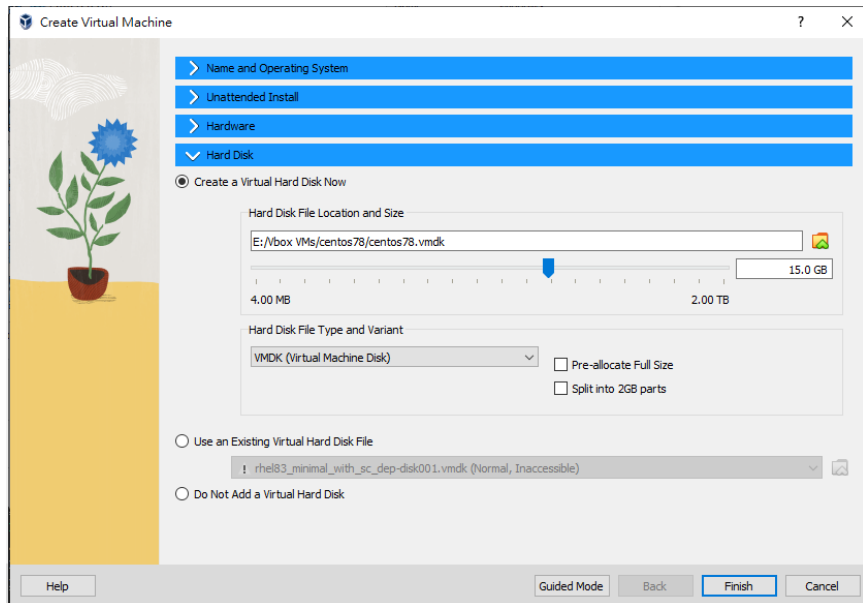 Create Virtual Machine
Name and Operating System
Unattended Install
Hardware
Hard Disk
Create a Virtual Hard Disk Now
Hard Disk File Location and Size
E:/Vbox VMs/centos78/centos78.vmdk
15.0 GB
4.00 MB 2.00 TB
Hard Disk File Type and Variant
VMDK (Virtual Machine Disk)
Pre-allocate Full Size
Split into 2GB parts
Use an Existing Virtual Hard Disk File
! rhel83_minimal_with_sc_dep-disk001.vmdk (Normal, Inaccessible)
Do Not Add a Virtual Hard Disk
Help Guided Mode Back Finish Cancel